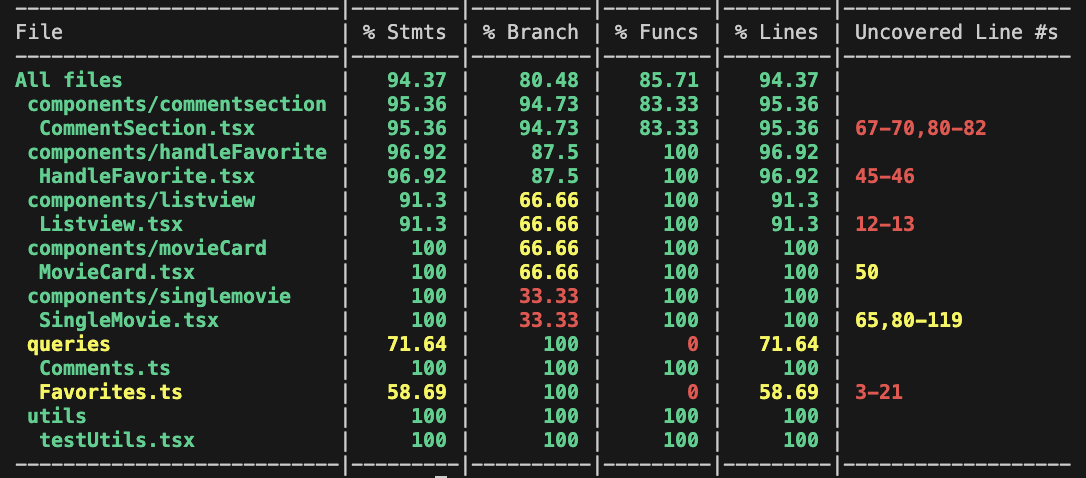 File | % Stmts | % Branch | % Funcs | % Lines | Uncovered Line #s
All files | 94.37 | 80.48 | 85.71 | 94.37 |
components/commentsection | 95.36 | 94.73 | 83.33 | 95.36 |
CommentSection.tsx | 95.36 | 94.73 | 83.33 | 95.36 | 67-70,80-82
components/handleFavorite | 96.92 | 87.5 | 100 | 96.92 |
HandleFavorite.tsx | 96.92 | 87.5 | 100 | 96.92 | 45-46
components/listview | 91.3 | 66.66 | 100 | 91.3 |
Listview.tsx | 91.3 | 66.66 | 100 | 91.3 | 12-13
components/movieCard | 100 | 66.66 | 100 | 100 |
MovieCard.tsx | 100 | 66.66 | 100 | 100 | 50
components/singlemovie | 100 | 33.33 | 100 | 100 |
SingleMovie.tsx | 100 | 33.33 | 100 | 100 | 65,80-119
queries | 71.64 | 100 | 0 | 71.64 |
Comments.ts | 100 | 100 | 100 | 100 |
Favorites.ts | 58.69 | 100 | 0 | 58.69 | 3-21
utils | 100 | 100 | 100 | 100 |
testUtils.tsx | 100 | 100 | 100 | 100 |